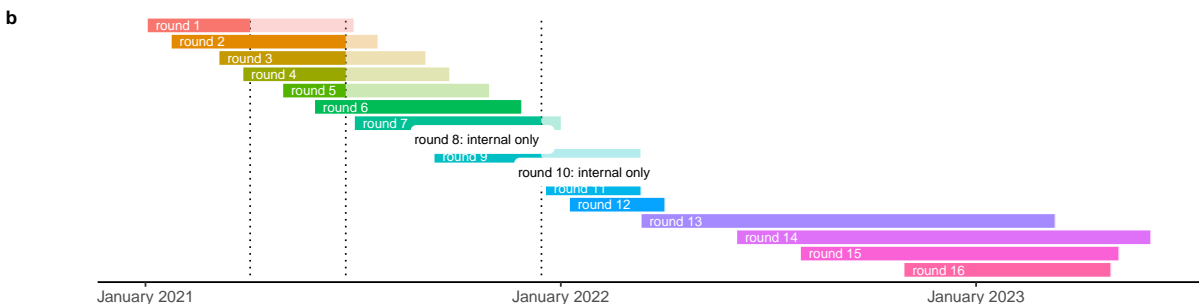 b
round 1
round 2
round 3
round 4
round 5
round 6
round 7
round 8: internal only
round 9
round 10: internal only
round 11
round 12
round 13
round 14
round 15
round 16
January 2021
January 2022
January 2023